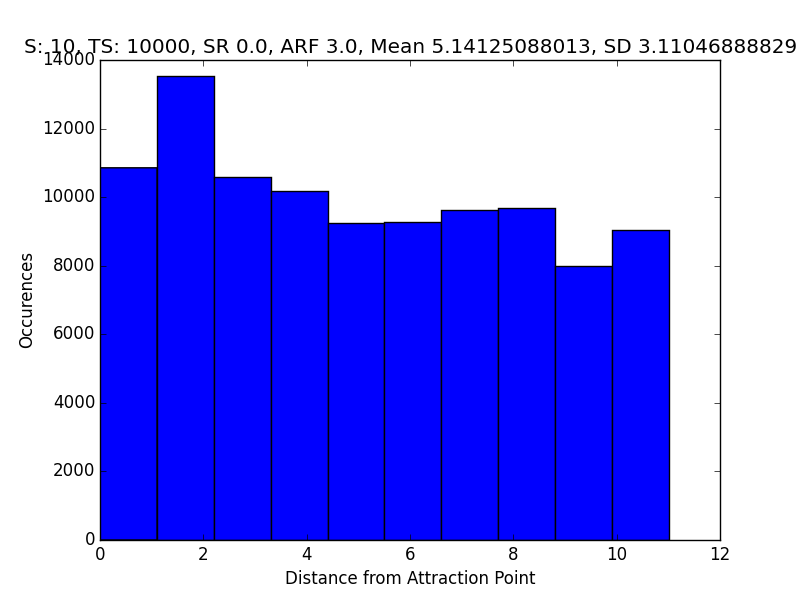 S: 10, TS: 10000, SR 0.0, ARF 3.0, Mean 5.14125088013, SD 3.11046888829
14000
12000
10000
8000
6000
4000
2000
0
Occurences
0 2 4 6 8 10 12
Distance from Attraction Point